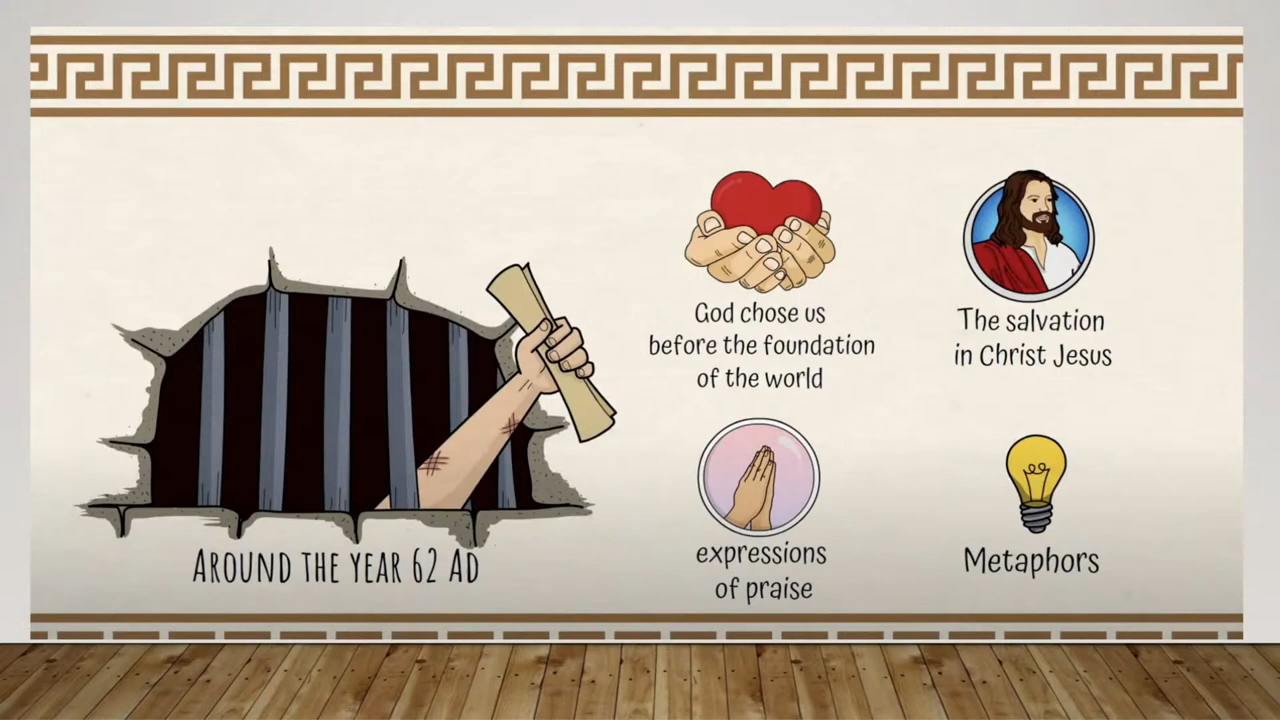 God chose us
before the foundation
of the world
The salvation
in Christ Jesus
expressions
of praise
Metaphors
Around the year 62 Ad